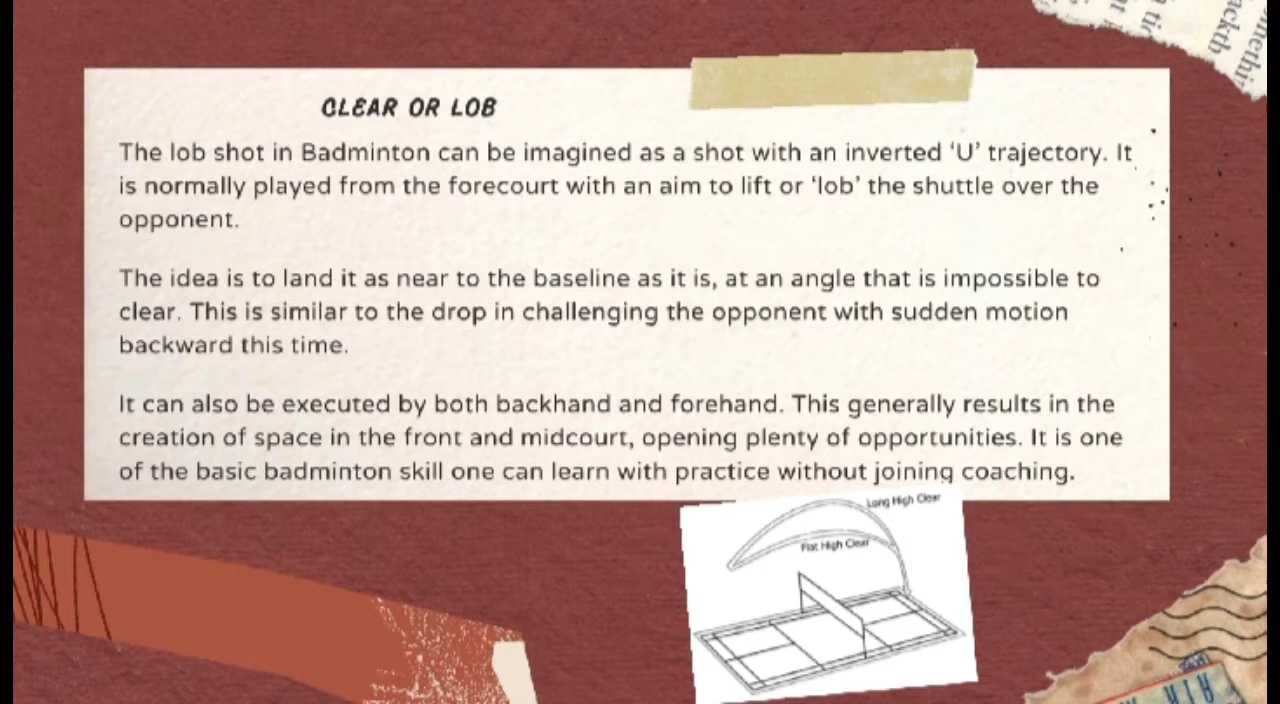 CLEAR OR LOB
The lob shot in Badminton can be imagined as a shot with an inverted ‘U’ trajectory. It
is normally played from the forecourt with an aim to lift or ‘lob’ the shuttle over the
opponent.
The idea is to land it as near to the baseline as it is, at an angle that is impossible to
clear. This is similar to the drop in challenging the opponent with sudden motion
backward this time.
It can also be executed by both backhand and forehand. This generally results in the
creation of space in the front and midcourt, opening plenty of opportunities. It is one
of the basic badminton skill one can learn with practice without joining coaching.
Long High Clear
Flat High Clear